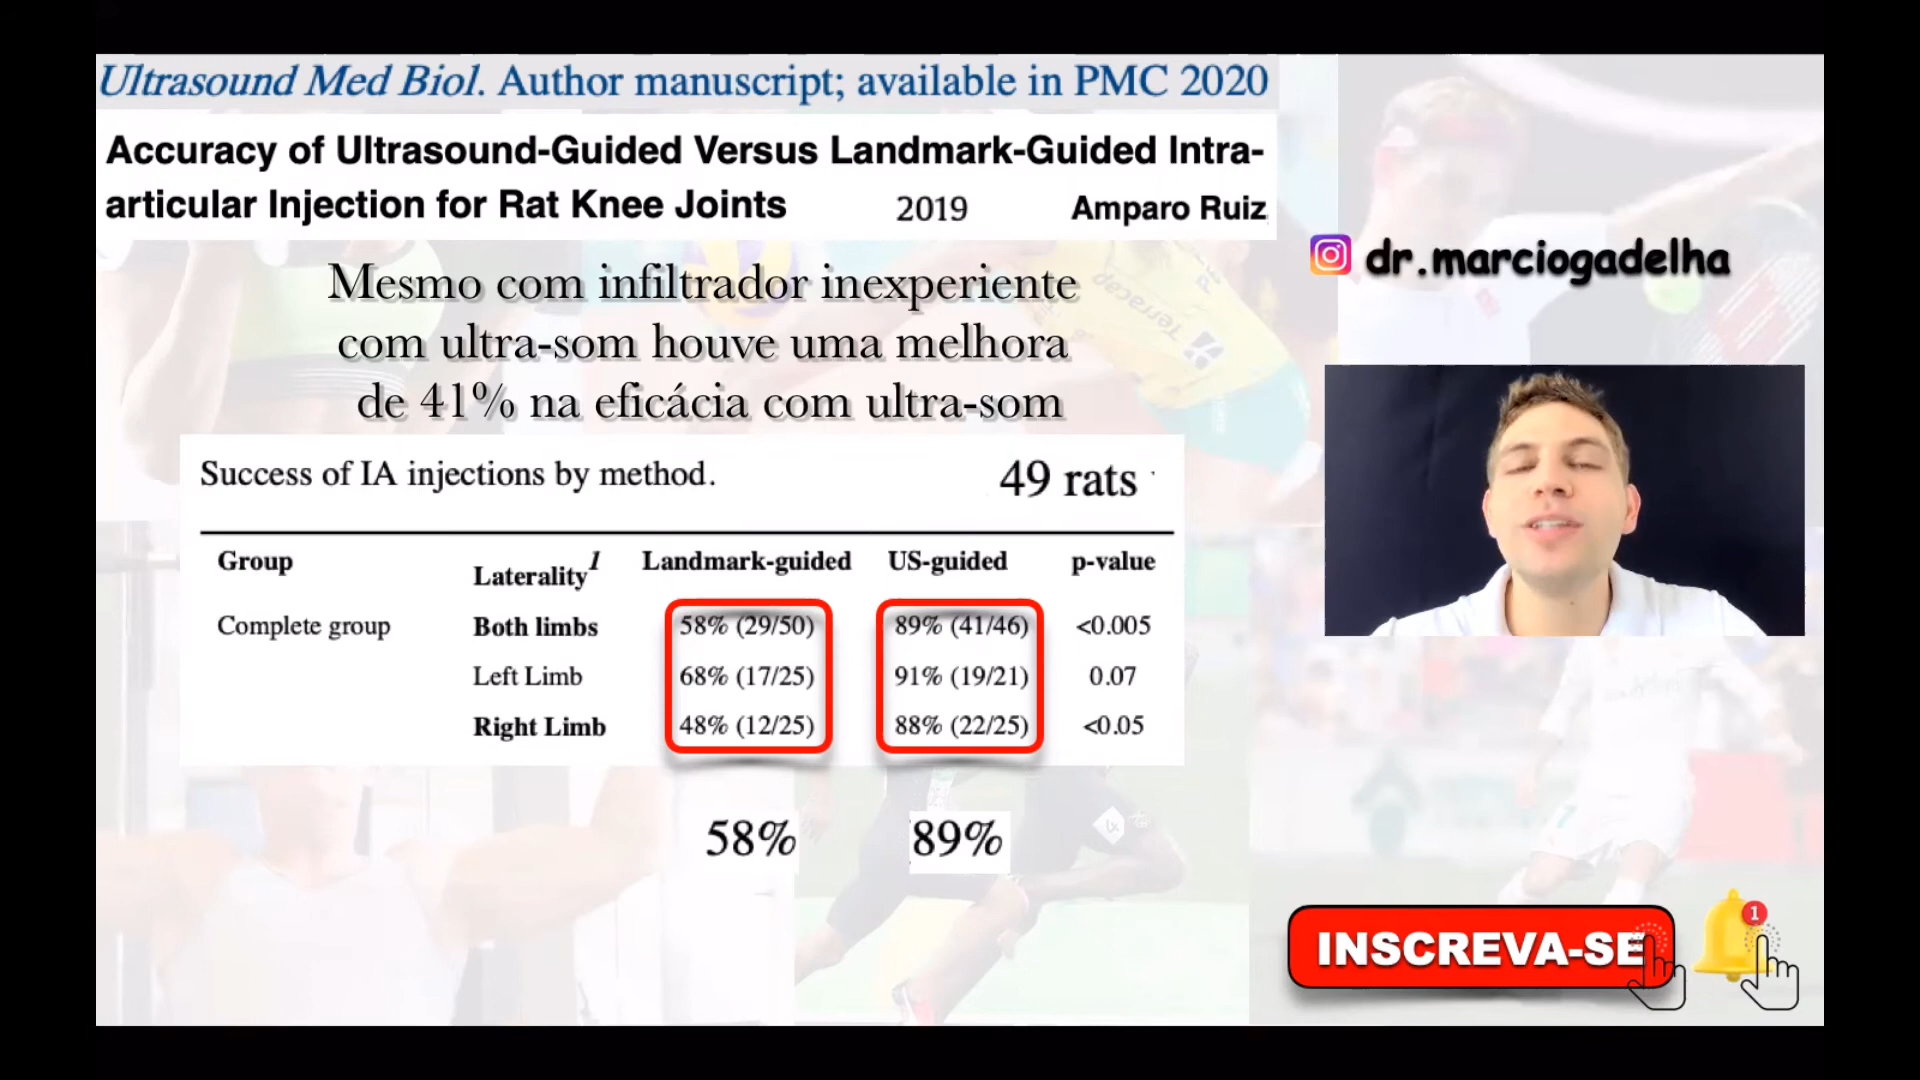 Ultrasound Med Biol. Author manuscript; available in PMC 2020
Accuracy of Ultrasound-Guided Versus Landmark-Guided Intra-
articular Injection for Rat Knee Joints 2019 Amparo Ruiz
dr.marciogadelha
Mesmo com infiltrador inexperiente
com ultra-som houve uma melhora
de 41% na eficácia com ultra-som
Success of IA injections by method. 49 rats
Group Laterality1 Landmark-guided US-guided p-value
Complete group Both limbs 58% (29/50) 89% (41/46) <0.005
Left Limb 68% (17/25) 91% (19/21) 0.07
Right Limb 48% (12/25) 88% (22/25) <0.05
58% 89%
INSCREVA-SE
1
Terracap